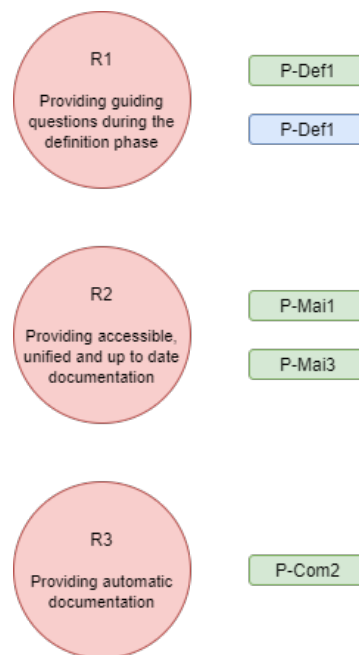 R1
Providing guiding
questions during the
definition phase
P-Def1
P-Def1
R2
Providing accessible,
unified and up to date
documentation
P-Mai1
P-Mai3
R3
Providing automatic
documentation
P-Com2